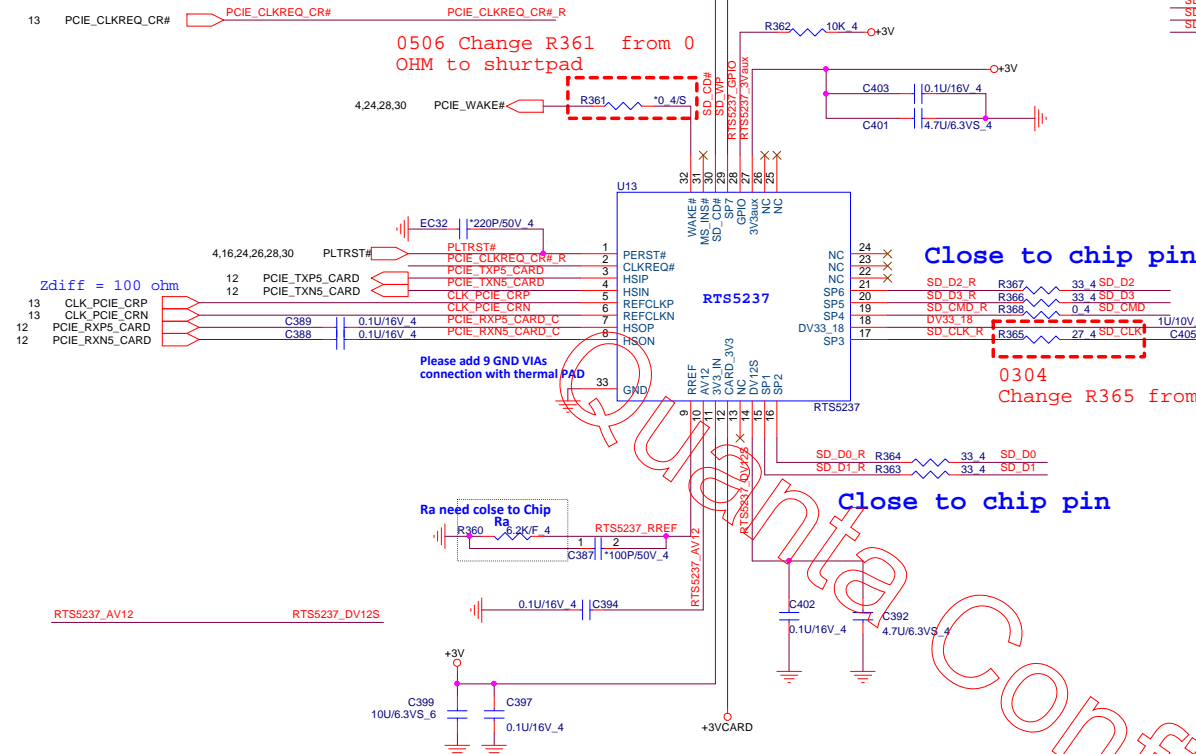 13 PCIE_CLKREQ_CR# PCIE_CLKREQ_CR# PCIE_CLKREQ_CR#_R
0506 Change R361 from 0
OHM to shurtpad
4,24,28,30 PCIE_WAKE# R361 *0_4/S
SD_CD#
SD_WP
RTS5237_GPIO
RTS5237_3Vaux
R362 10K_4 +3V
+3V
C403 0.1U/16V_4
C401 4.7U/6.3VS_4
U13
32 31 30 29 28 27 26 25
WAKE# MS_INS# SD_CD# SP7 GPIO 3V3aux NC NC
EC32 *220P/50V_4
4,16,24,26,28,30 PLTRST# PLTRST# 1 PERST#
PCIE_CLKREQ_CR#_R 2 CLKREQ#
12 PCIE_TXP5_CARD PCIE_TXP5_CARD 3 HSIP
12 PCIE_TXN5_CARD PCIE_TXN5_CARD 4 HSIN
Zdiff = 100 ohm
13 CLK_PCIE_CRP CLK_PCIE_CRP 5 REFCLKP
13 CLK_PCIE_CRN CLK_PCIE_CRN 6 REFCLKN
12 PCIE_RXP5_CARD C389 0.1U/16V_4 PCIE_RXP5_CARD_C 7 HSOP
12 PCIE_RXN5_CARD C388 0.1U/16V_4 PCIE_RXN5_CARD_C 8 HSON
RTS5237
Close to chip pin
NC 24
NC 23
NC 22
SP6 21 SD_D2_R R367 33_4 SD_D2
SP5 20 SD_D3_R R366 33_4 SD_D3
SP4 19 SD_CMD_R R368 0_4 SD_CMD
DV33_18 18 DV33_18 1U/10V_
SP3 17 SD_CLK_R R365 27_4 SD_CLK C405
0304
Change R365 from
Please add 9 GND VIAs
connection with thermal PAD
33 GND
RREF AV12 3V3_IN CARD_3V3 NC DV12S SP1 SP2
9 10 11 12 13 14 15 16
RTS5237
SD_D0_R R364 33_4 SD_D0
SD_D1_R R363 33_4 SD_D1
Close to chip pin
Ra need colse to Chip
Ra
R360 6.2K/F_4 RTS5237_RREF
1 2
C387 *100P/50V_4
RTS5237_AV12
RTS5237_DV12S
0.1U/16V_4 C394
RTS5237_AV12 RTS5237_DV12S
C402
0.1U/16V_4
C392
4.7U/6.3VS_4
+3V
C399
10U/6.3VS_6
C397
0.1U/16V_4
+3VCARD
Quanta Conf